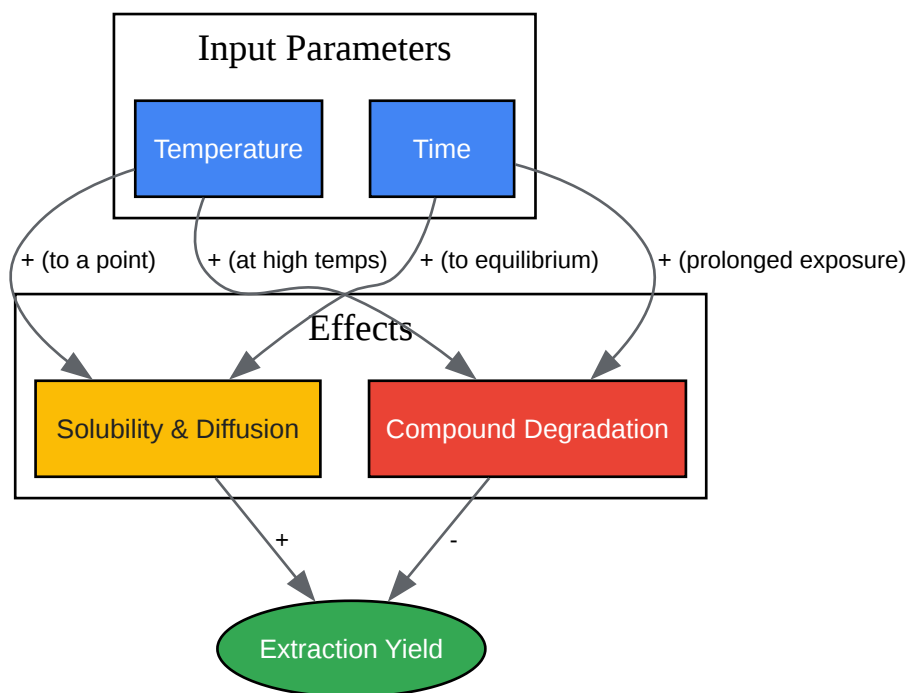 Input Parameters
Temperature
Time
+ (to a point)
+ (at high temps)
+ (to equilibrium)
+ (prolonged exposure)
Effects
Solubility & Diffusion
Compound Degradation
+
-
Extraction Yield